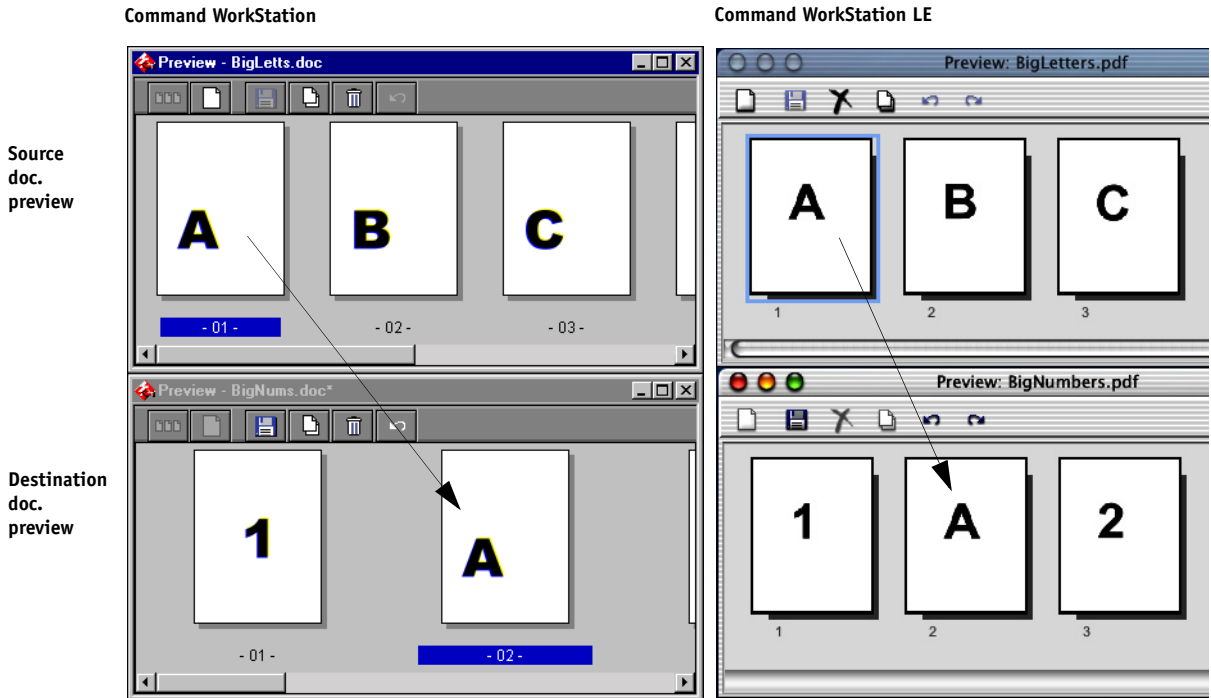 Command WorkStation
Command WorkStation LE
Source
doc.
preview
Preview - BigLetts.doc
A B C
- 01 - - 02 - - 03 -
Preview: BigLetters.pdf
A B C
1 2 3
Destination
doc.
preview
Preview - BigNums.doc*
1 A
- 01 - - 02 -
Preview: BigNumbers.pdf
1 A 2
1 2 3